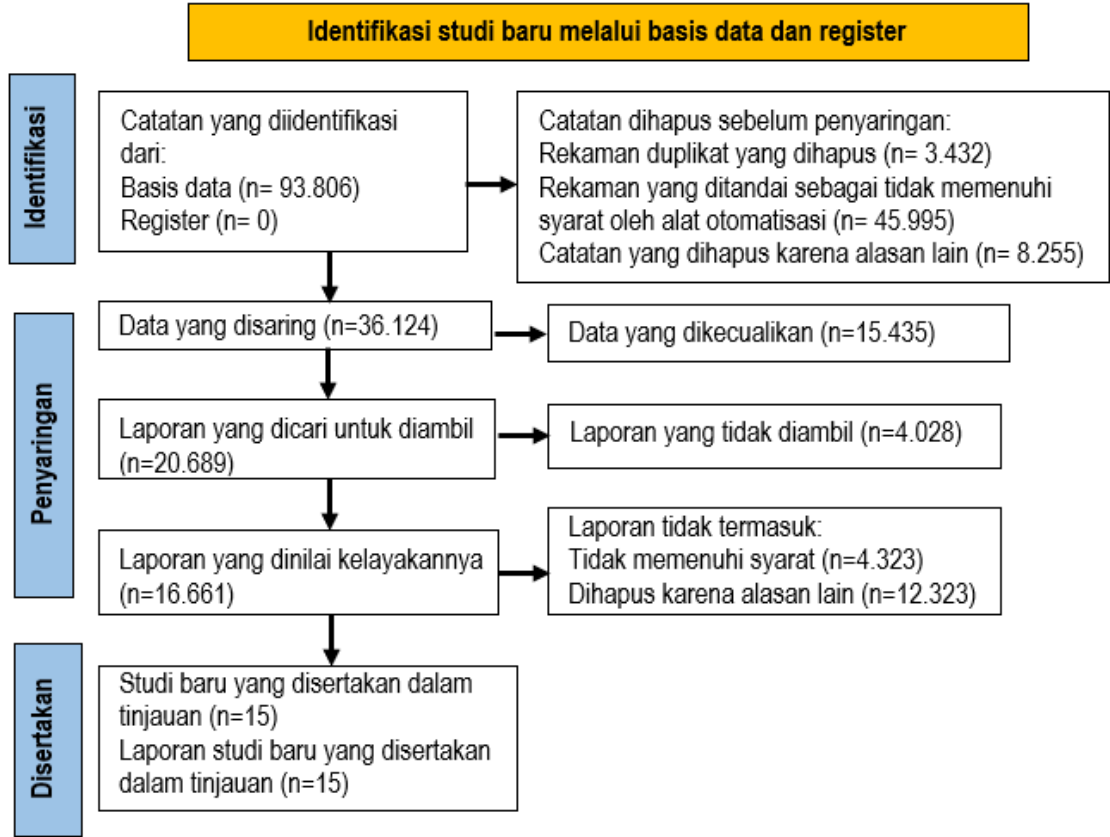 Identifikasi studi baru melalui basis data dan register
Identifikasi
Catatan yang diidentifikasi
dari:
Basis data (n= 93.806)
Register (n= 0)
Catatan dihapus sebelum penyaringan:
Rekaman duplikat yang dihapus (n= 3.432)
Rekaman yang ditandai sebagai tidak memenuhi
syarat oleh alat otomatisasi (n= 45.995)
Catatan yang dihapus karena alasan lain (n= 8.255)
Penyaringan
Data yang disaring (n=36.124)
Data yang dikecualikan (n=15.435)
Laporan yang dicari untuk diambil
(n=20.689)
Laporan yang tidak diambil (n=4.028)
Laporan yang dinilai kelayakannya
(n=16.661)
Laporan tidak termasuk:
Tidak memenuhi syarat (n=4.323)
Dihapus karena alasan lain (n=12.323)
Disertakan
Studi baru yang disertakan dalam
tinjauan (n=15)
Laporan studi baru yang disertakan
dalam tinjauan (n=15)